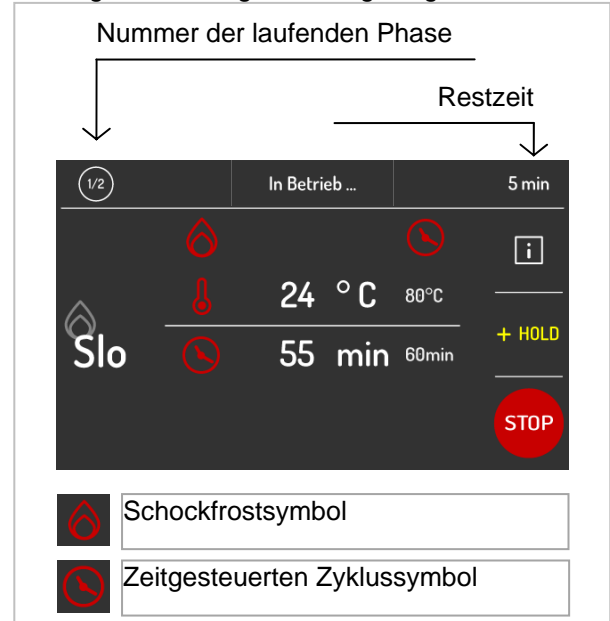 Nummer der laufenden Phase
Restzeit
1/2
In Betrieb ...
5 min
24 °C 80°C
Slo
55 min 60min
+ HOLD
STOP
Schockfrostsymbol
Zeitgesteuerten Zyklussymbol